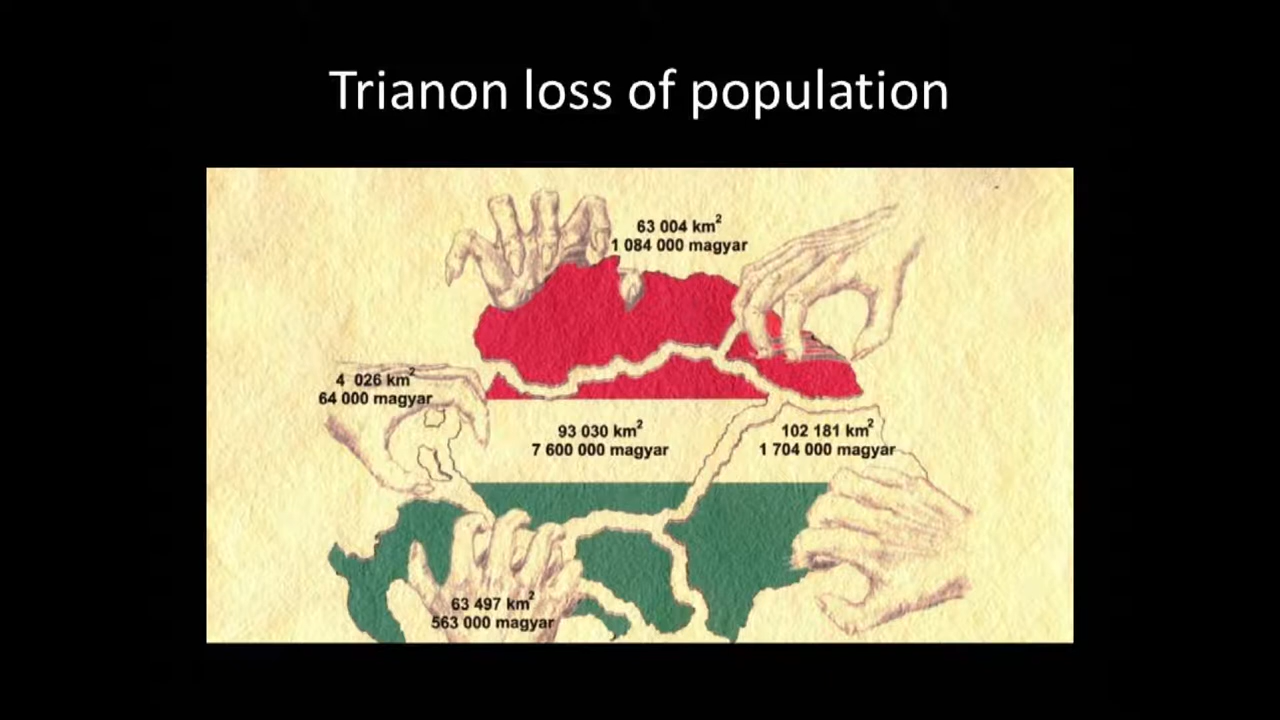 Trianon loss of population
63 004 km²
1 084 000 magyar
4 026 km²
64 000 magyar
93 030 km²
7 600 000 magyar
102 181 km²
1 704 000 magyar
63 497 km²
563 000 magyar